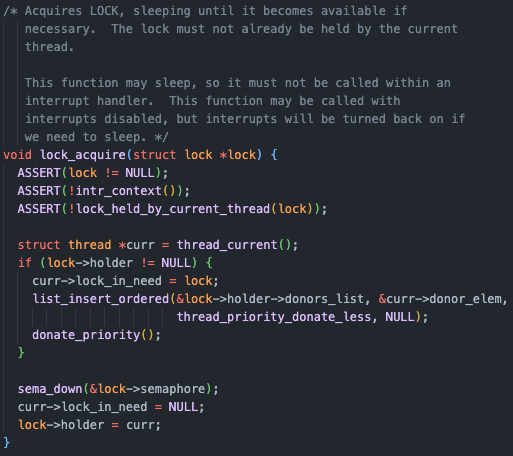 /* Acquires LOCK, sleeping until it becomes available if
   necessary.  The lock must not already be held by the current
   thread.

   This function may sleep, so it must not be called within an
   interrupt handler.  This function may be called with
   interrupts disabled, but interrupts will be turned back on if
   we need to sleep. */
void lock_acquire(struct lock *lock) {
  ASSERT(lock != NULL);
  ASSERT(!intr_context());
  ASSERT(!lock_held_by_current_thread(lock));

  struct thread *curr = thread_current();
  if (lock->holder != NULL) {
    curr->lock_in_need = lock;
    list_insert_ordered(&lock->holder->donors_list, &curr->donor_elem,
                        thread_priority_donate_less, NULL);
    donate_priority();
  }

  sema_down(&lock->semaphore);
  curr->lock_in_need = NULL;
  lock->holder = curr;
}